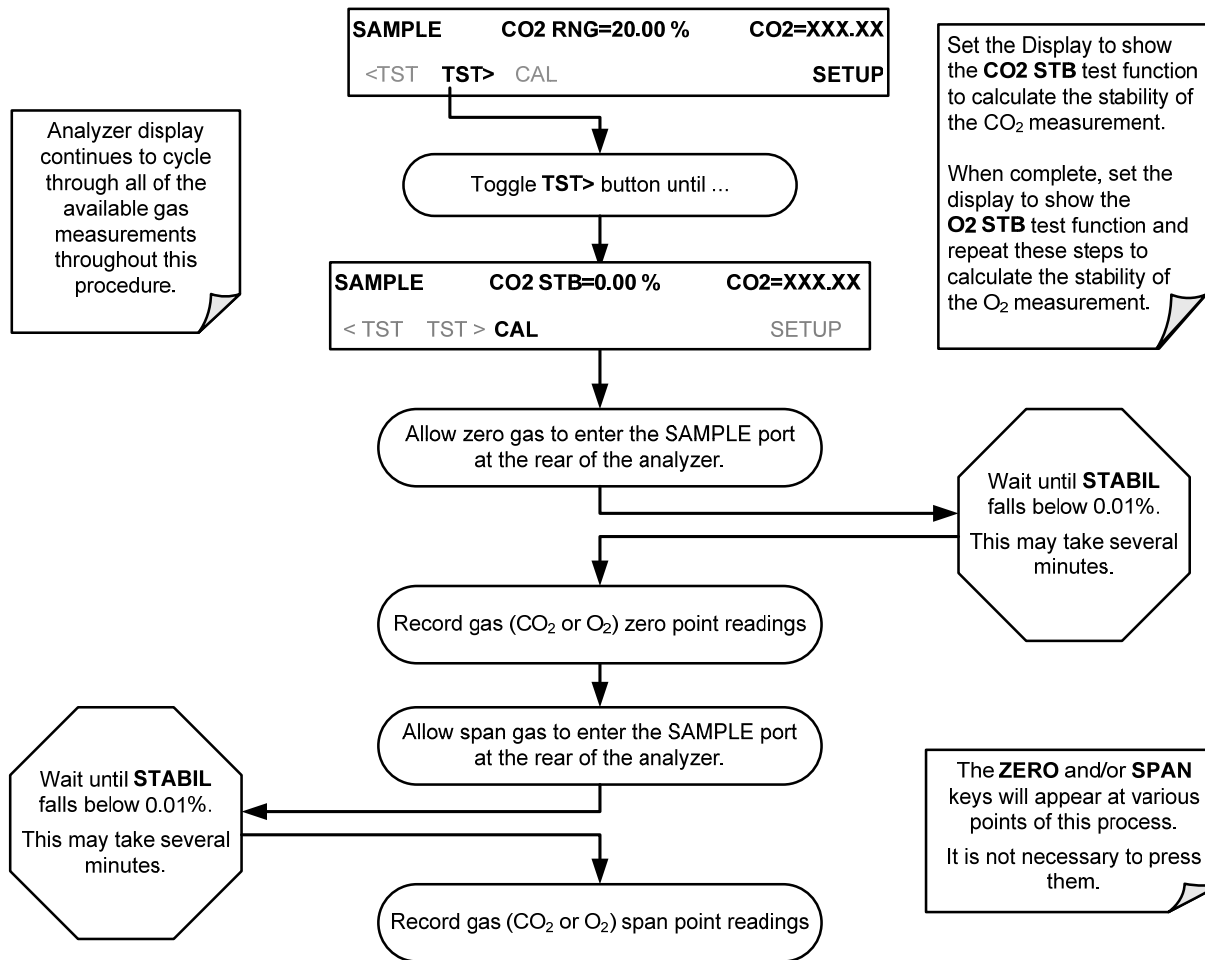 SAMPLE CO2 RNG=20.00 % CO2=XXX.XX
<TST TST> CAL SETUP
Set the Display to show
the CO2 STB test function
to calculate the stability of
the CO₂ measurement.
When complete, set the
display to show the
O2 STB test function and
repeat these steps to
calculate the stability of
the O₂ measurement.
Analyzer display
continues to cycle
through all of the
available gas
measurements
throughout this
procedure.
Toggle TST> button until ...
SAMPLE CO2 STB=0.00 % CO2=XXX.XX
< TST TST > CAL SETUP
Allow zero gas to enter the SAMPLE port
at the rear of the analyzer.
Wait until STABIL
falls below 0.01%.
This may take several
minutes.
Record gas (CO₂ or O₂) zero point readings
Allow span gas to enter the SAMPLE port
at the rear of the analyzer.
Wait until STABIL
falls below 0.01%.
This may take several
minutes.
The ZERO and/or SPAN
keys will appear at various
points of this process.
It is not necessary to press
them.
Record gas (CO₂ or O₂) span point readings